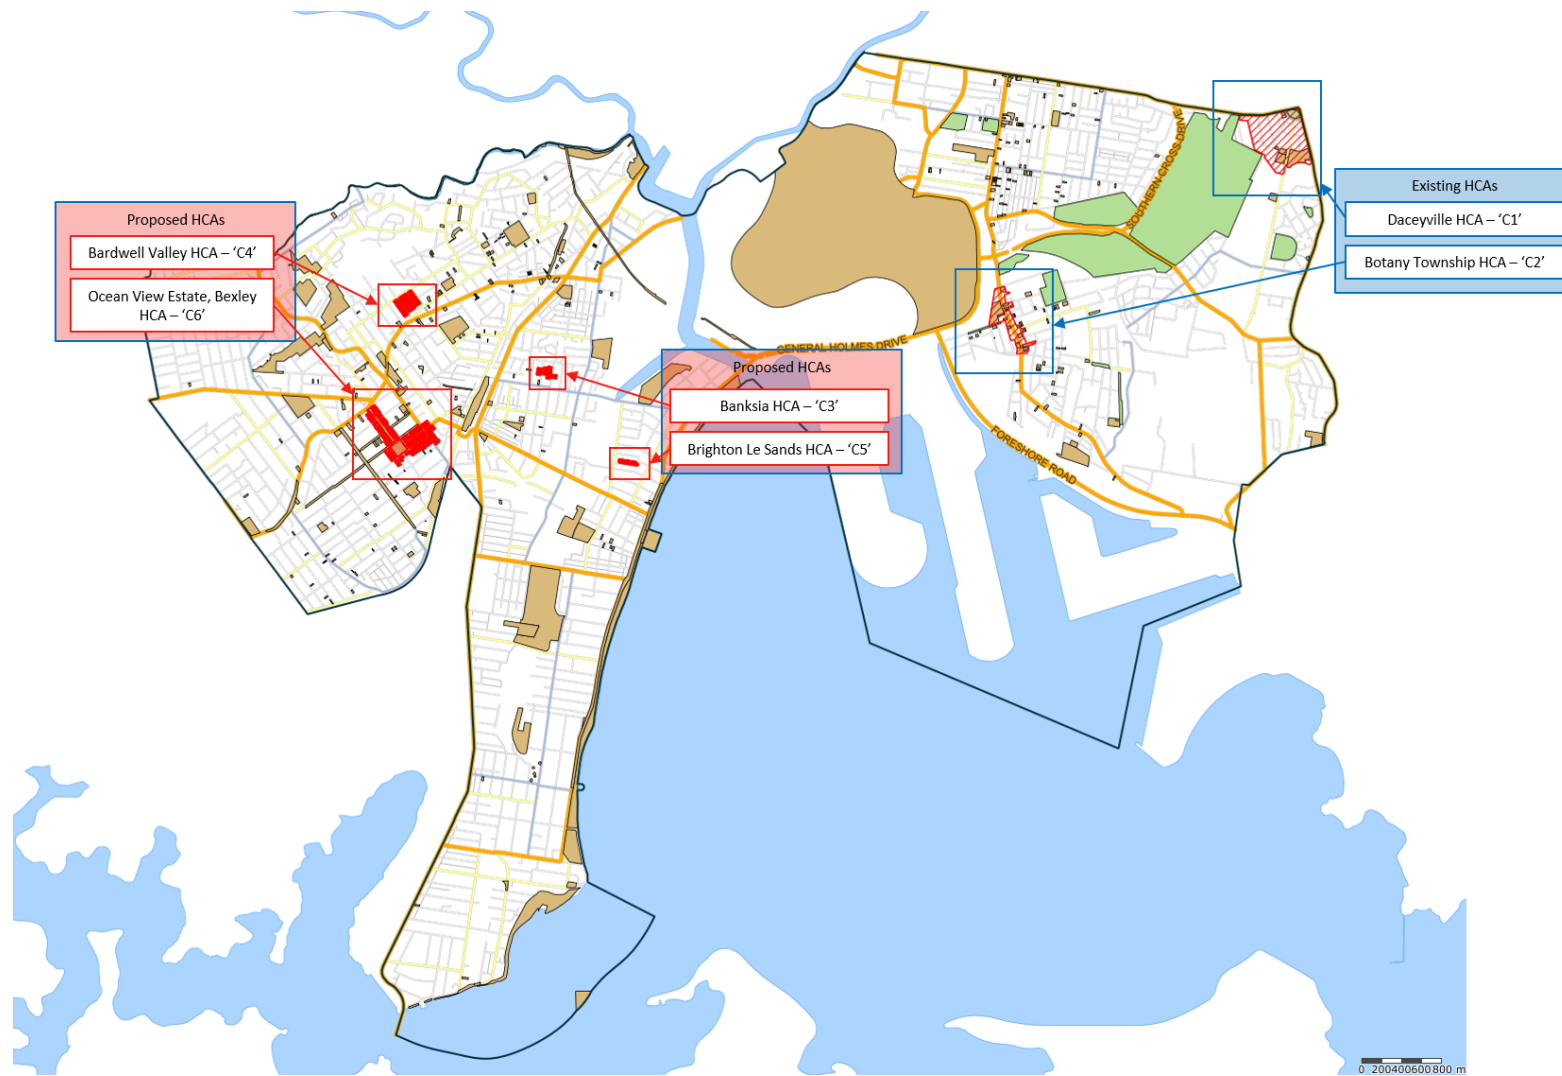 SOUTHERN CROSS DRIVE
Existing HCAs
Daceyville HCA – ‘C1’
Botany Township HCA – ‘C2’
Proposed HCAs
Bardwell Valley HCA – ‘C4’
Ocean View Estate, Bexley
HCA – ‘C6’
GENERAL HOLMES DRIVE
Proposed HCAs
Banksia HCA – ‘C3’
Brighton Le Sands HCA – ‘C5’
FORESHORE ROAD
0 200400600800 m